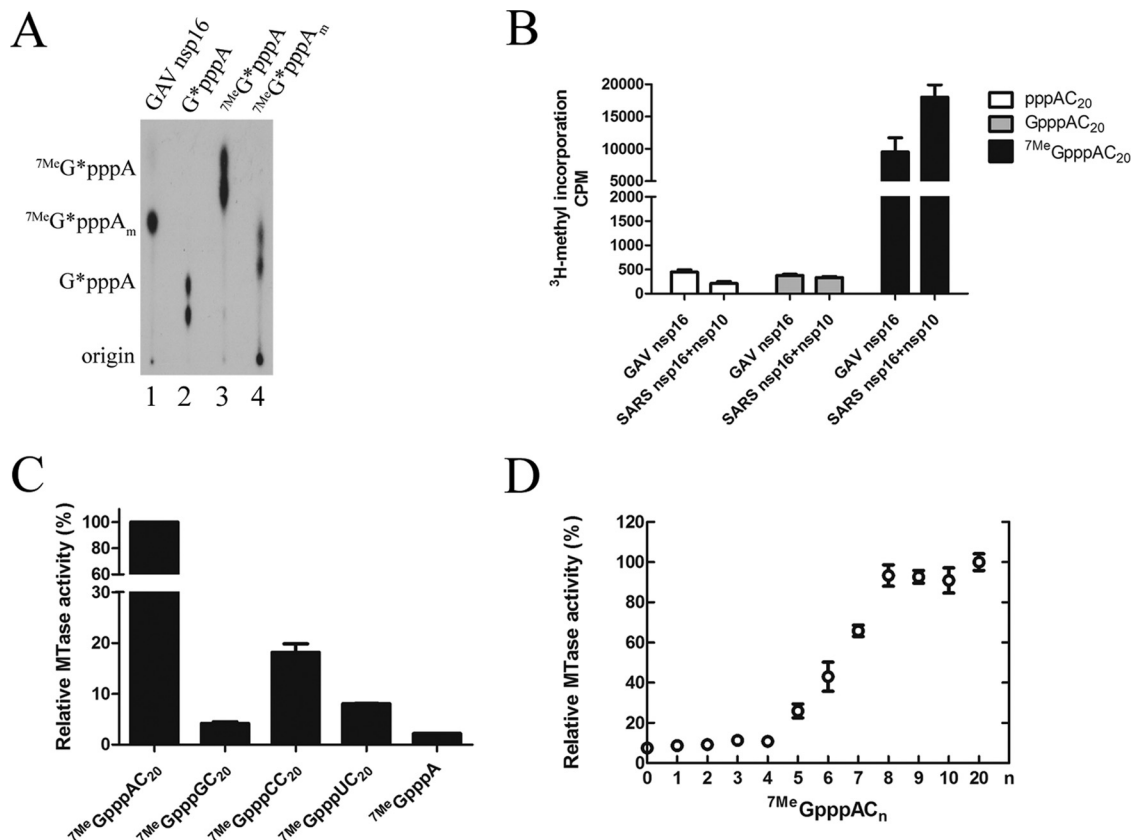 A
GAV nsp16
G*pppA
7MeG*pppA
7MeG*pppAm
7MeG*pppA
7MeG*pppAm
G*pppA
origin
1 2 3 4
B
3H-methyl incorporation
CPM
20000
15000
10000
5000
2000
1500
1000
500
0
GAV nsp16
SARS nsp16+nsp10
GAV nsp16
SARS nsp16+nsp10
GAV nsp16
SARS nsp16+nsp10
pppAC20
GpppAC20
7MeGpppAC20
C
Relative MTase activity (%)
100
80
60
30
20
10
0
7MeGpppAC20
7MeGpppGC20
7MeGpppCC20
7MeGpppUC20
7MeGpppA
D
Relative MTase activity (%)
120
100
80
60
40
20
0
0 1 2 3 4 5 6 7 8 9 10 20 n
7MeGpppACn